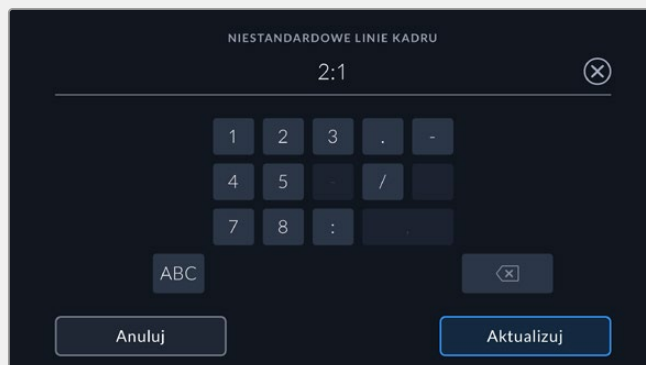 NIESTANDARDOWE LINIE KADRU
2:1
1 2 3 . -
4 5 /
7 8 :
ABC
Anuluj Aktualizuj